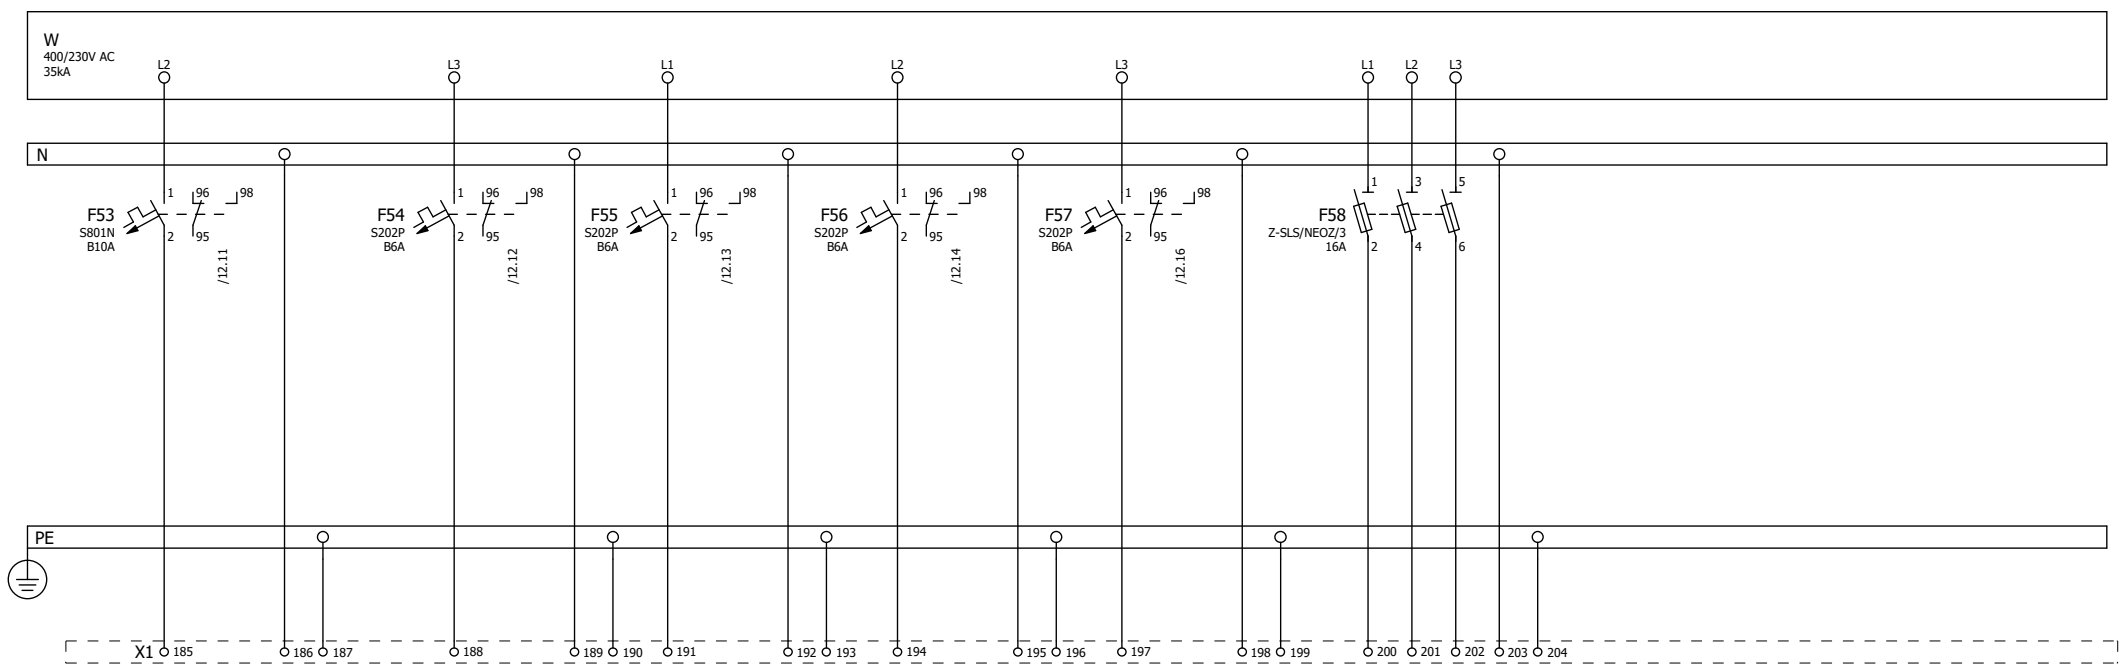 W
400/230V AC
35kA
L2
L3
L1
L2
L3
L1
L2
L3
N
F53
S801N
B10A
1
2
96
95
98
/12.11
F54
S202P
B6A
1
2
96
95
98
/12.12
F55
S202P
B6A
1
2
96
95
98
/12.13
F56
S202P
B6A
1
2
96
95
98
/12.14
F57
S202P
B6A
1
2
96
95
98
/12.16
F58
Z-SLS/NEOZ/3
16A
1
2
3
4
5
6
PE
X1
185
186
187
188
189
190
191
192
193
194
195
196
197
198
199
200
201
202
203
204